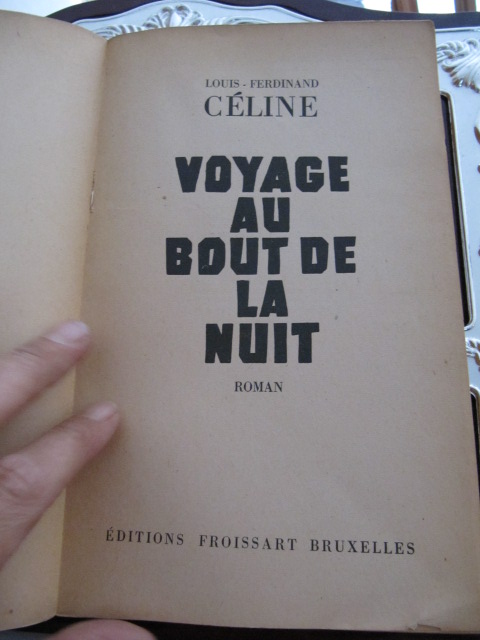 LOUIS - FERDINAND
CÉLINE
VOYAGE
AU
BOUT DE
LA
NUIT
ROMAN
ÉDITIONS FROISSART BRUXELLES